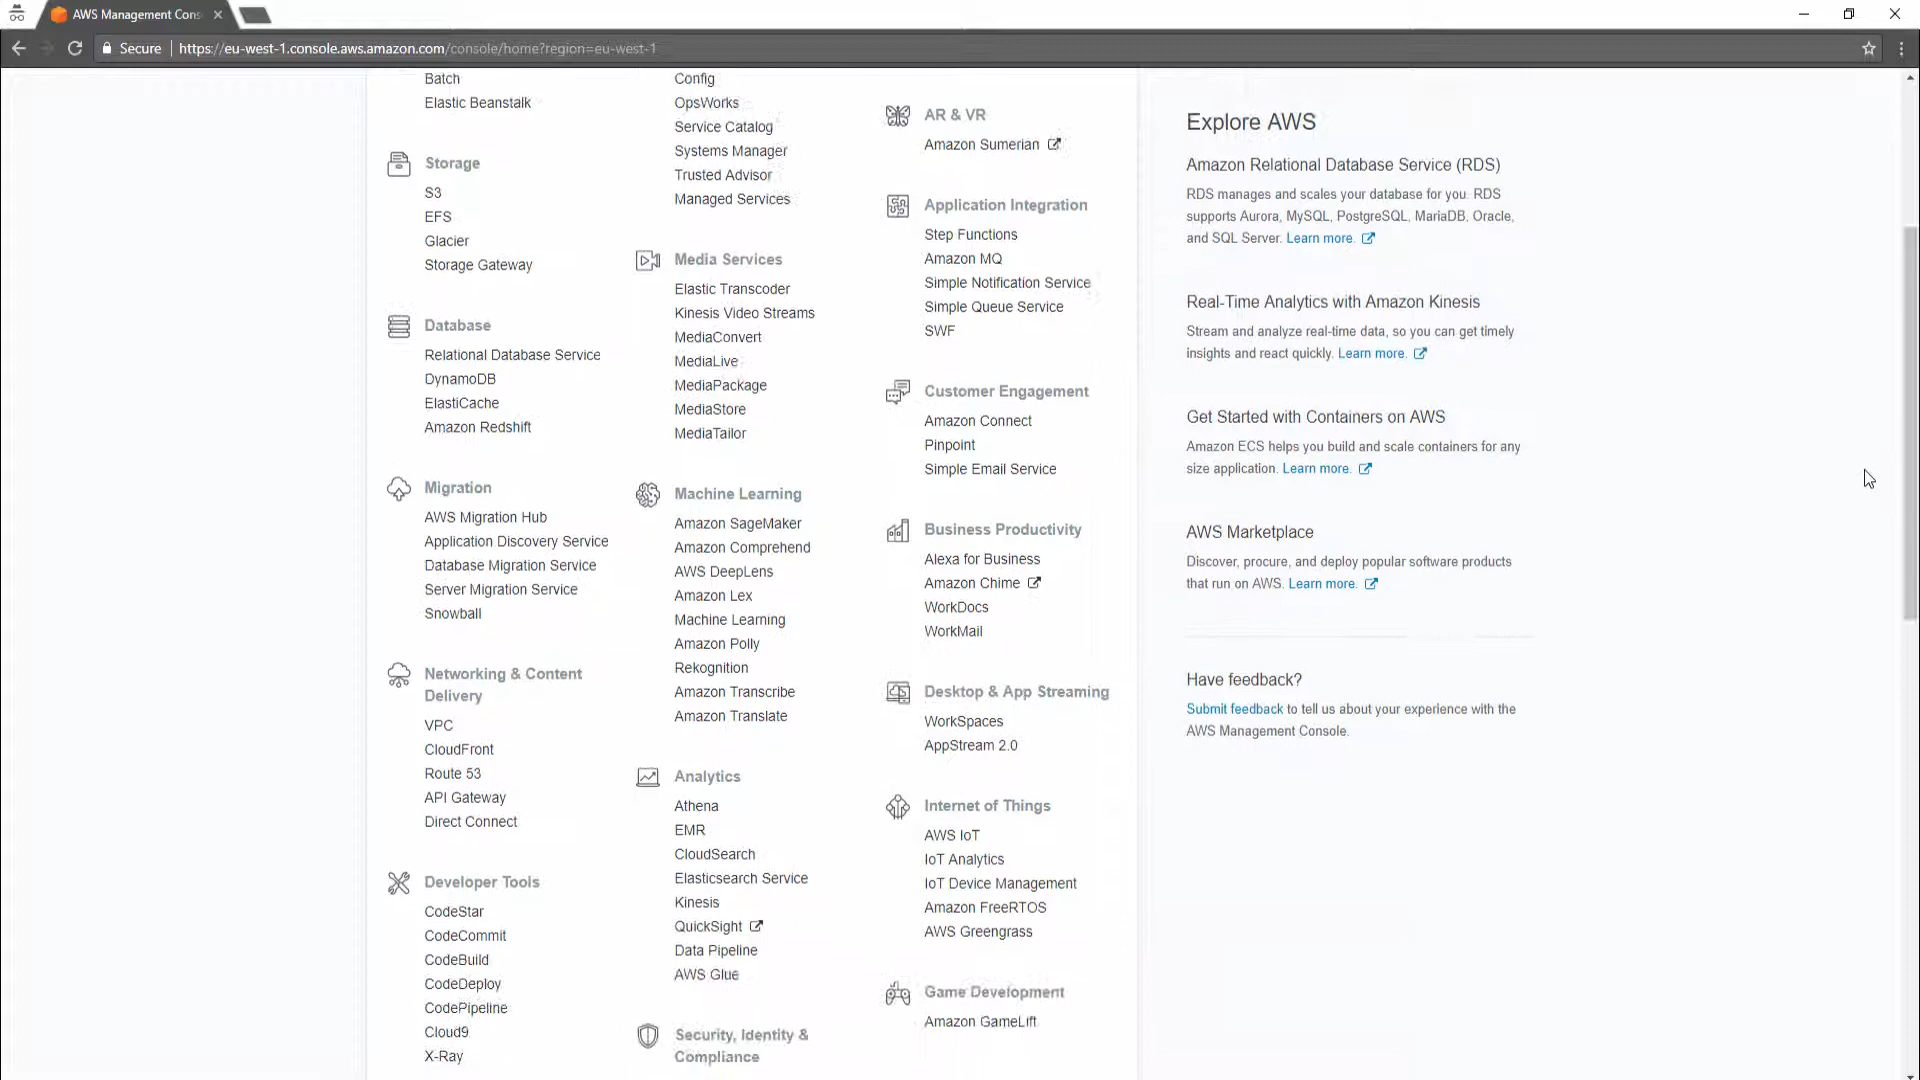 AWS Management Cons
Secure
https://eu-west-1.console.aws.amazon.com/console/home?region=eu-west-1
Batch
Elastic Beanstalk
Storage
S3
EFS
Glacier
Storage Gateway
Database
Relational Database Service
DynamoDB
ElastiCache
Amazon Redshift
Migration
AWS Migration Hub
Application Discovery Service
Database Migration Service
Server Migration Service
Snowball
Networking & Content
Delivery
VPC
CloudFront
Route 53
API Gateway
Direct Connect
Developer Tools
CodeStar
CodeCommit
CodeBuild
CodeDeploy
CodePipeline
Cloud9
X-Ray
Config
OpsWorks
Service Catalog
Systems Manager
Trusted Advisor
Managed Services
Media Services
Elastic Transcoder
Kinesis Video Streams
MediaConvert
MediaLive
MediaPackage
MediaStore
MediaTailor
Machine Learning
Amazon SageMaker
Amazon Comprehend
AWS DeepLens
Amazon Lex
Machine Learning
Amazon Polly
Rekognition
Amazon Transcribe
Amazon Translate
Analytics
Athena
EMR
CloudSearch
Elasticsearch Service
Kinesis
QuickSight
Data Pipeline
AWS Glue
Security, Identity &
Compliance
AR & VR
Amazon Sumerian
Application Integration
Step Functions
Amazon MQ
Simple Notification Service
Simple Queue Service
SWF
Customer Engagement
Amazon Connect
Pinpoint
Simple Email Service
Business Productivity
Alexa for Business
Amazon Chime
WorkDocs
WorkMail
Desktop & App Streaming
WorkSpaces
AppStream 2.0
Internet of Things
AWS IoT
IoT Analytics
IoT Device Management
Amazon FreeRTOS
AWS Greengrass
Game Development
Amazon GameLift
Explore AWS
Amazon Relational Database Service (RDS)
RDS manages and scales your database for you. RDS
supports Aurora, MySQL, PostgreSQL, MariaDB, Oracle,
and SQL Server. Learn more.
Real-Time Analytics with Amazon Kinesis
Stream and analyze real-time data, so you can get timely
insights and react quickly. Learn more.
Get Started with Containers on AWS
Amazon ECS helps you build and scale containers for any
size application. Learn more.
AWS Marketplace
Discover, procure, and deploy popular software products
that run on AWS. Learn more.
Have feedback?
Submit feedback to tell us about your experience with the
AWS Management Console.